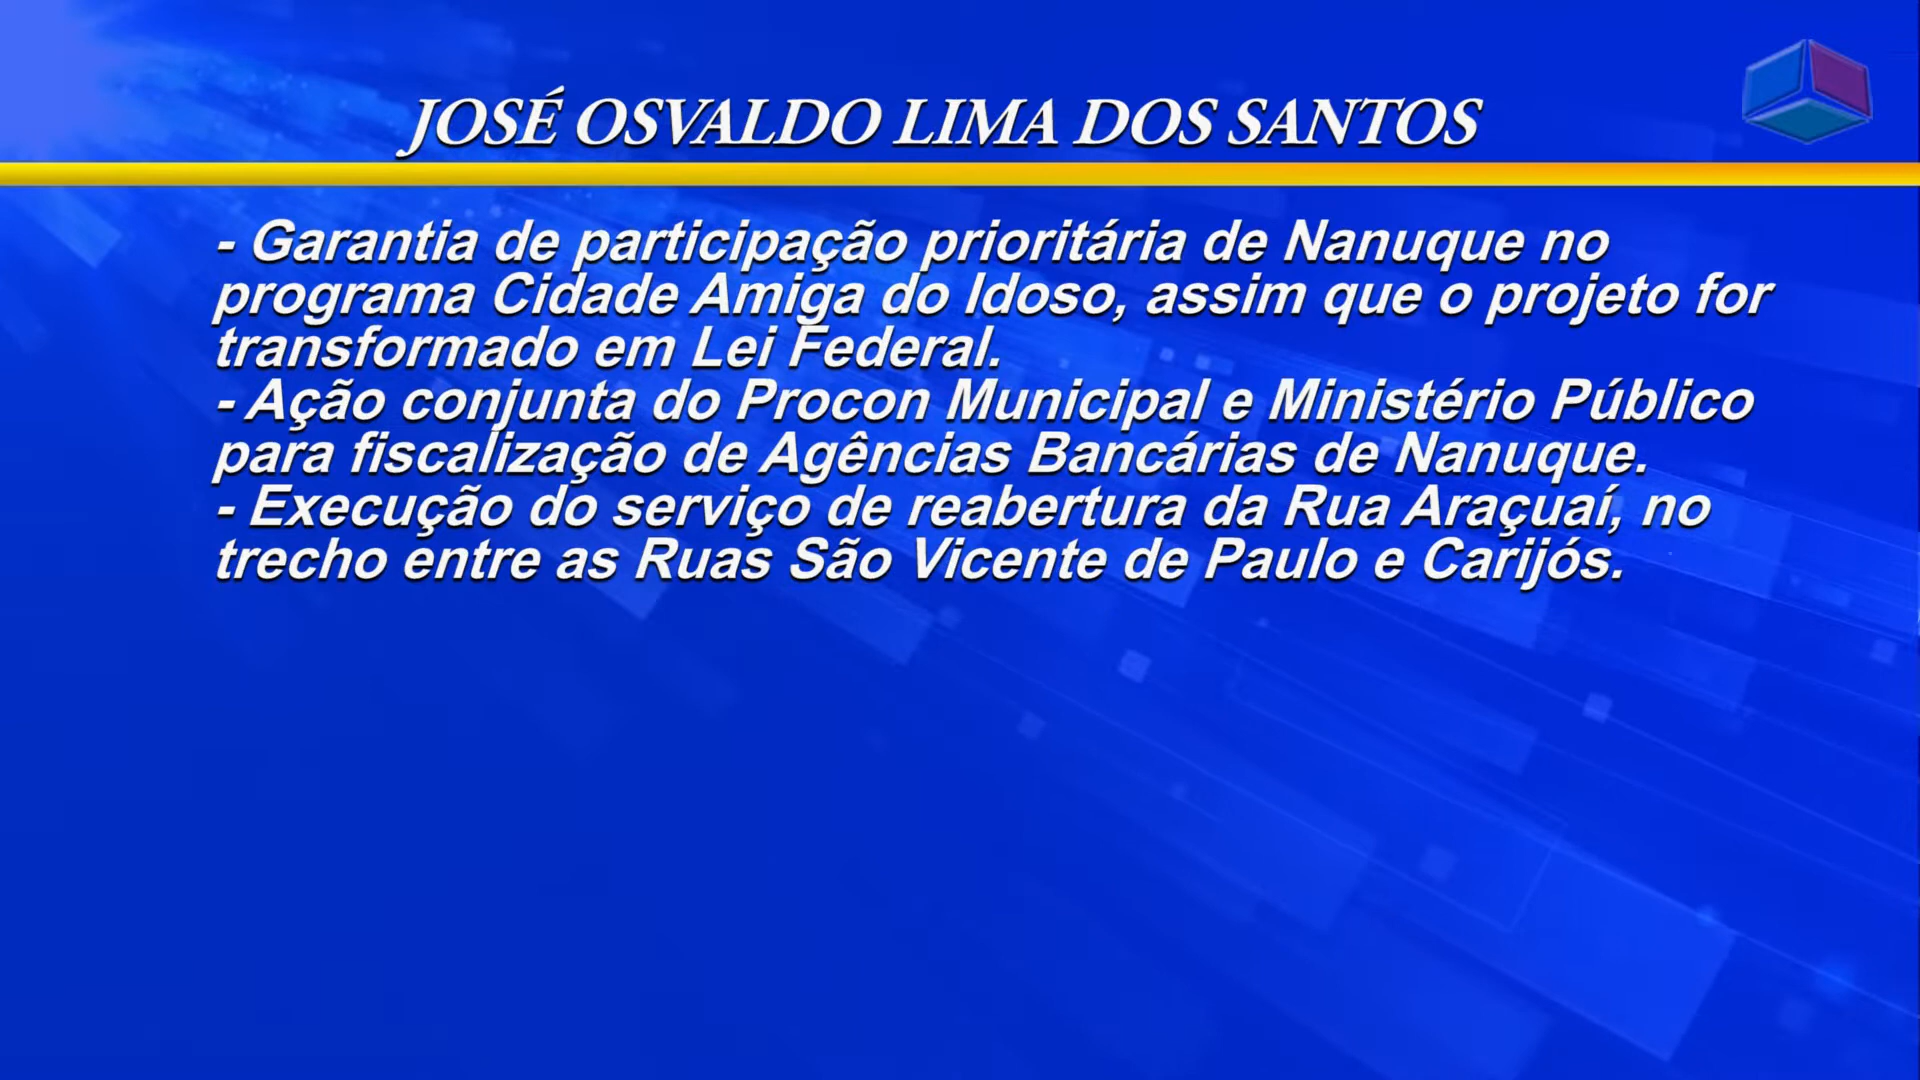 JOSÉ OSVALDO LIMA DOS SANTOS
- Garantia de participação prioritária de Nanuque no
programa Cidade Amiga do Idoso, assim que o projeto for
transformado em Lei Federal.
- Ação conjunta do Procon Municipal e Ministério Público
para fiscalização de Agências Bancárias de Nanuque.
- Execução do serviço de reabertura da Rua Araçuaí, no
trecho entre as Ruas São Vicente de Paulo e Carijós.